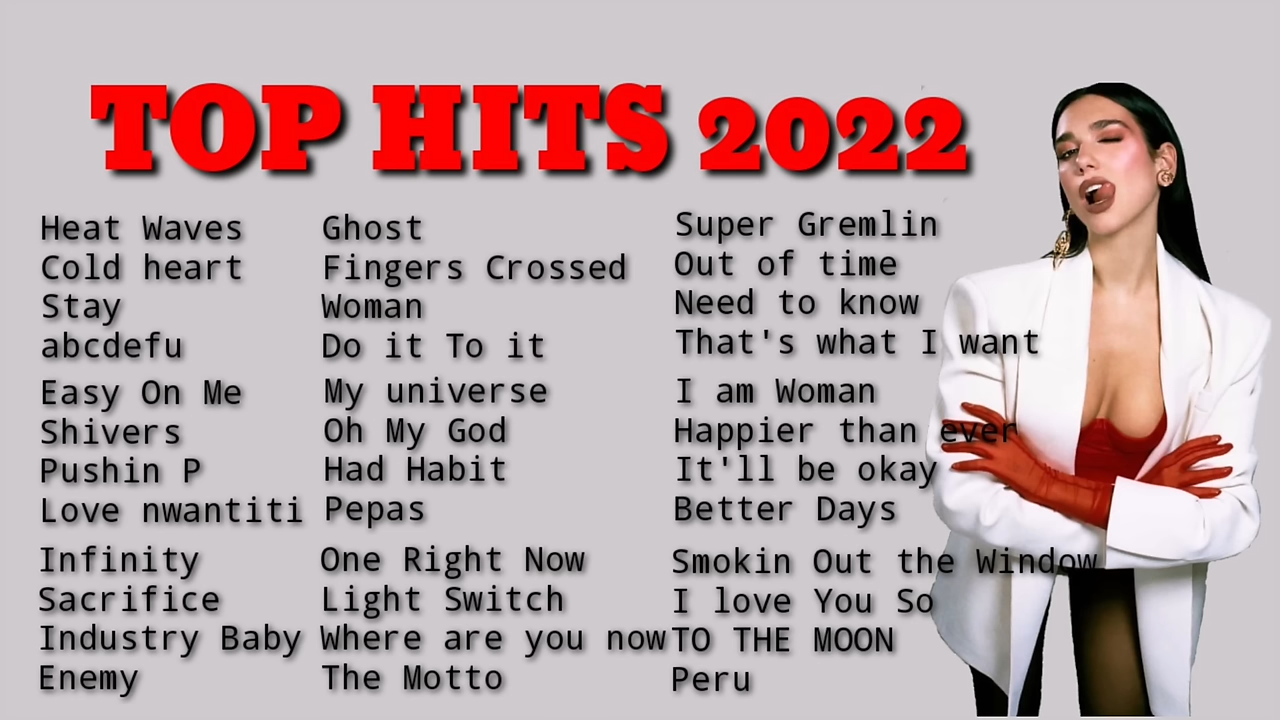 TOP HITS 2022
Heat Waves
Cold heart
Stay
abcdefu
Easy On Me
Shivers
Pushin P
Love nwantiti
Infinity
Sacrifice
Industry Baby
Enemy
Ghost
Fingers Crossed
Woman
Do it To it
My universe
Oh My God
Had Habit
Pepas
One Right Now
Light Switch
Where are you now
The Motto
Super Gremlin
Out of time
Need to know
That's what I want
I am Woman
Happier than ever
It'll be okay
Better Days
Smokin Out the Window
I love You So
TO THE MOON
Peru